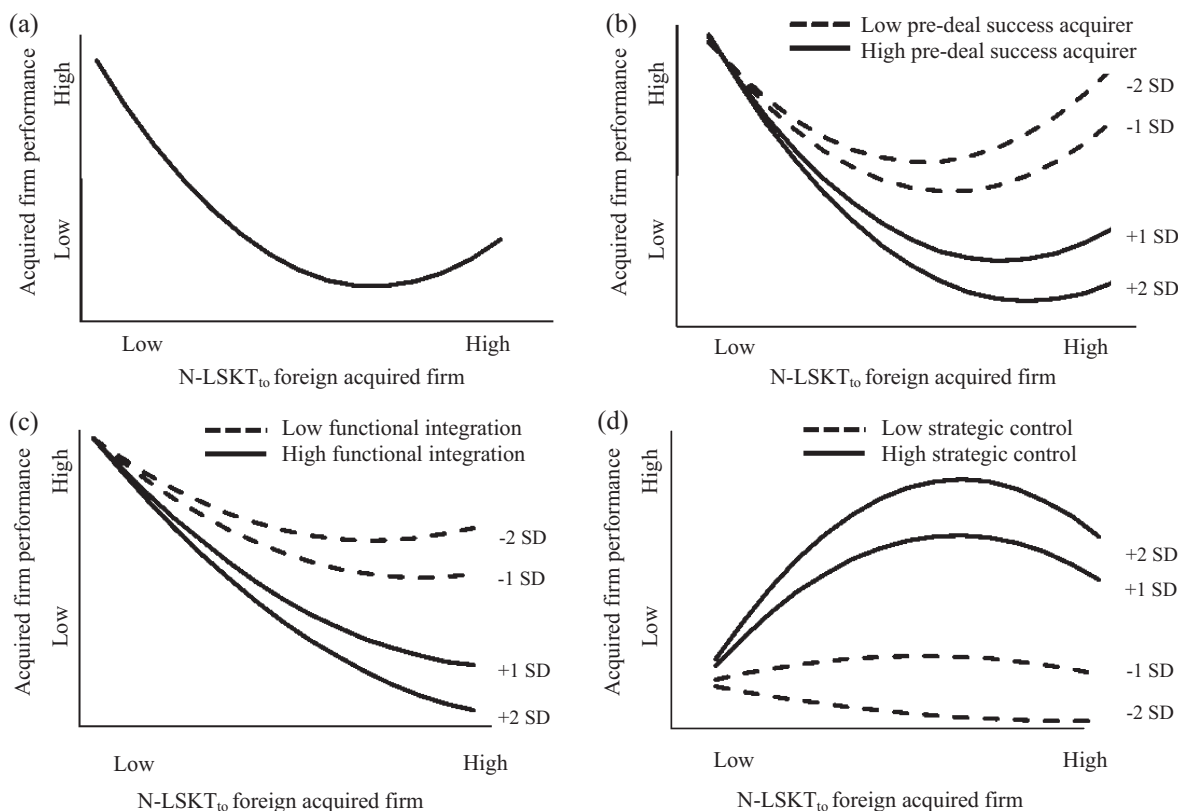 (a)
High
Low
Acquired firm performance
Low High
N-LSKTto foreign acquired firm
(b)
Low pre-deal success acquirer
High pre-deal success acquirer
High
Low
Acquired firm performance
-2 SD
-1 SD
+1 SD
+2 SD
Low High
N-LSKTto foreign acquired firm
(c)
Low functional integration
High functional integration
High
Low
Acquired firm performance
-2 SD
-1 SD
+1 SD
+2 SD
Low High
N-LSKTto foreign acquired firm
(d)
Low strategic control
High strategic control
High
Low
Acquired firm performance
+2 SD
+1 SD
-1 SD
-2 SD
Low High
N-LSKTto foreign acquired firm